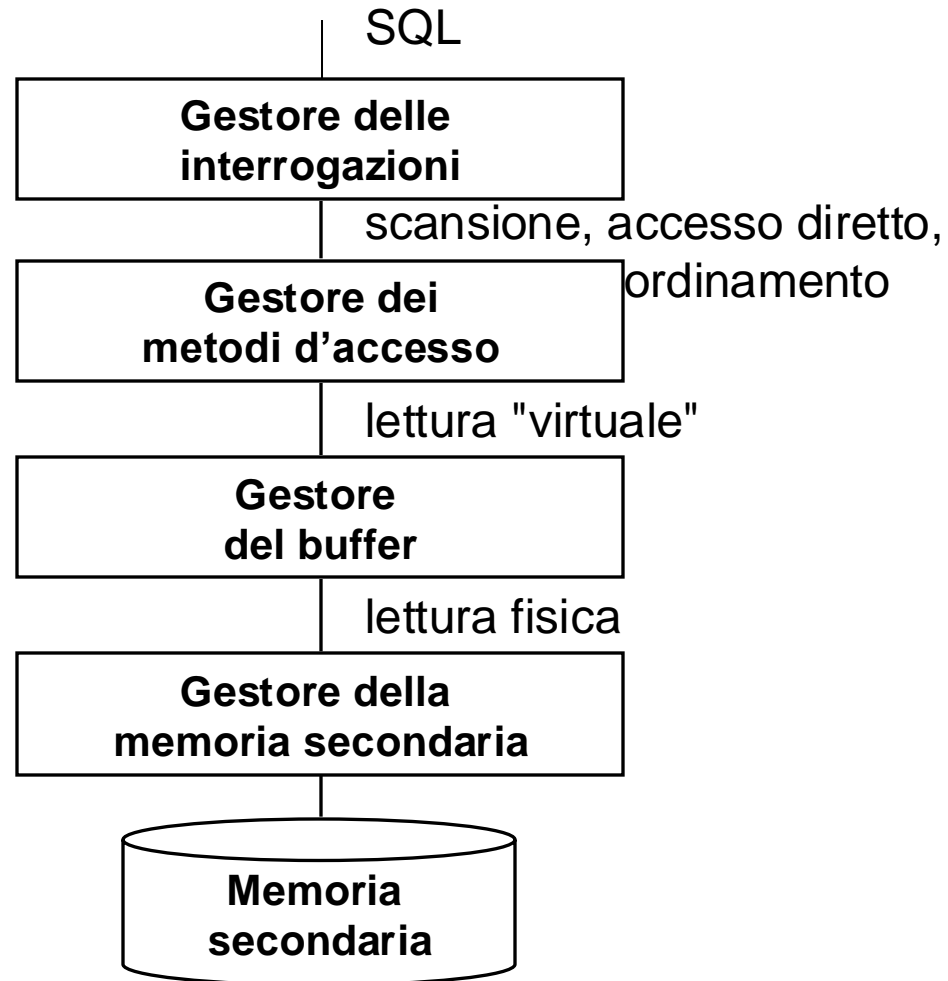 SQL
Gestore delle
interrogazioni
scansione, accesso diretto,
ordinamento
Gestore dei
metodi d’accesso
lettura "virtuale"
Gestore
del buffer
lettura fisica
Gestore della
memoria secondaria
Memoria
secondaria